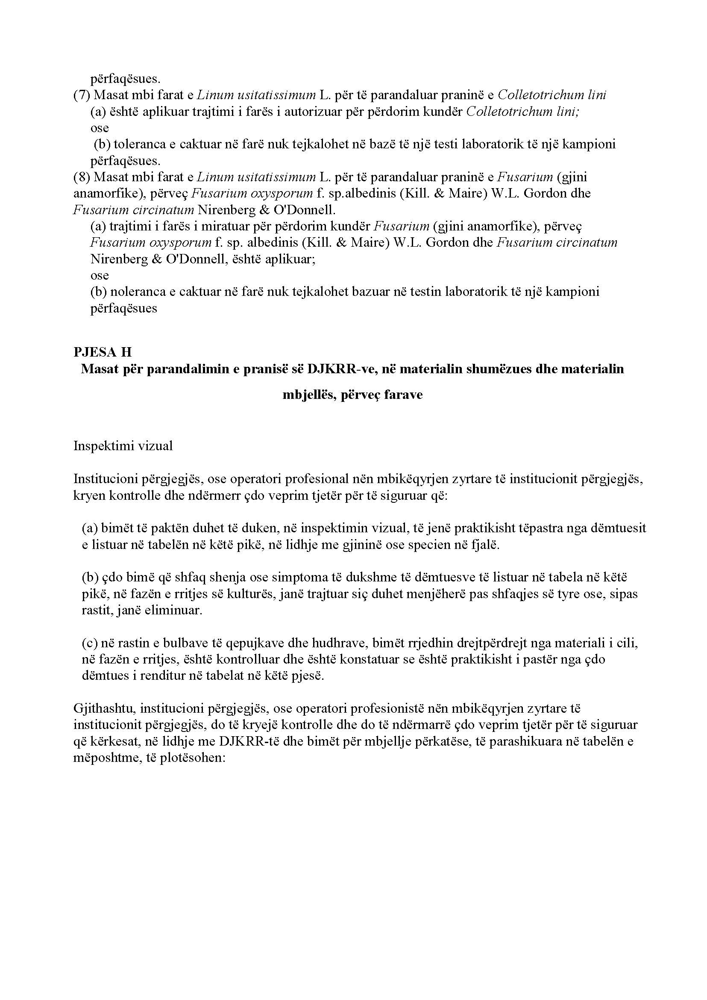 përfaqësues.
(7) Masat mbi farat e Linum usitatissimum L. për të parandaluar praninë e Colletotrichum lini
(a) është aplikuar trajtimi i farës i autorizuar për përdorim kundër Colletotrichum lini;
ose
(b) toleranca e caktuar në farë nuk tejkalohet në bazë të një testi laboratorik të një kampioni
përfaqësues.
(8) Masat mbi farat e Linum usitatissimum L. për të parandaluar praninë e Fusarium (gjini
anamorfike), përveç Fusarium oxysporum f. sp.albedinis (Kill. & Maire) W.L. Gordon dhe
Fusarium circinatum Nirenberg & O'Donnell.
(a) trajtimi i farës i miratuar për përdorim kundër Fusarium (gjini anamorfike), përveç
Fusarium oxysporum f. sp. albedinis (Kill. & Maire) W.L. Gordon dhe Fusarium circinatum
Nirenberg & O'Donnell, është aplikuar;
ose
(b) noleranca e caktuar në farë nuk tejkalohet bazuar në testin laboratorik të një kampioni
përfaqësues
PJESA H
Masat për parandalimin e pranisë së DJKRR-ve, në materialin shumëzues dhe materialin
mbjellës, përveç farave
Inspektimi vizual
Institucioni përgjegjës, ose operatori profesional nën mbikëqyrjen zyrtare të institucionit përgjegjës,
kryen kontrolle dhe ndërmerr çdo veprim tjetër për të siguruar që:
(a) bimët të paktën duhet të duken, në inspektimin vizual, të jenë praktikisht tëpastra nga dëmtuesit
e listuar në tabelën në këtë pikë, në lidhje me gjininë ose specien në fjalë.
(b) çdo bimë që shfaq shenja ose simptoma të dukshme të dëmtuesve të listuar në tabela në këtë
pikë, në fazën e rritjes së kulturës, janë trajtuar siç duhet menjëherë pas shfaqjes së tyre ose, sipas
rastit, janë eliminuar.
(c) në rastin e bulbave të qepujkave dhe hudhrave, bimët rrjedhin drejtpërdrejt nga materiali i cili,
në fazën e rritjes, është kontrolluar dhe është konstatuar se është praktikisht i pastër nga çdo
dëmtues i renditur në tabelat në këtë pjesë.
Gjithashtu, institucioni përgjegjës, ose operatori profesionistë nën mbikëqyrjen zyrtare të
institucionit përgjegjës, do të kryejë kontrolle dhe do të ndërmarrë çdo veprim tjetër për të siguruar
që kërkesat, në lidhje me DJKRR-të dhe bimët për mbjellje përkatëse, të parashikuara në tabelën e
mëposhtme, të plotësohen: